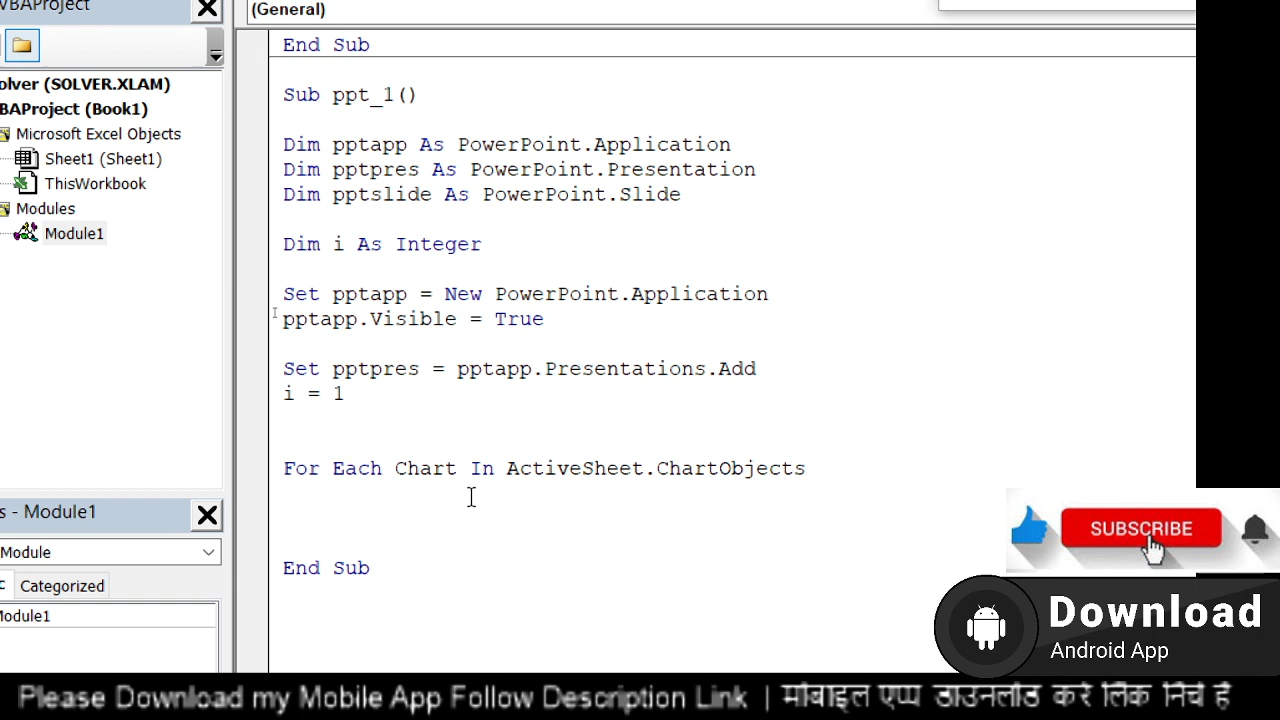 VBAProject
(General)
olver (SOLVER.XLAM)
BAProject (Book1)
Microsoft Excel Objects
Sheet1 (Sheet1)
ThisWorkbook
Modules
Module1
s - Module1
Module
Categorized
Module1
End Sub
Sub ppt_1()
Dim pptapp As PowerPoint.Application
Dim pptpres As PowerPoint.Presentation
Dim pptslide As PowerPoint.Slide
Dim i As Integer
Set pptapp = New PowerPoint.Application
pptapp.Visible = True
Set pptpres = pptapp.Presentations.Add
i = 1
For Each Chart In ActiveSheet.ChartObjects
End Sub
SUBSCRIBE
Download
Android App
Please Download my Mobile App Follow Description Link | मोबाइल एप्प डाउनलोड करे लिंक निचे है